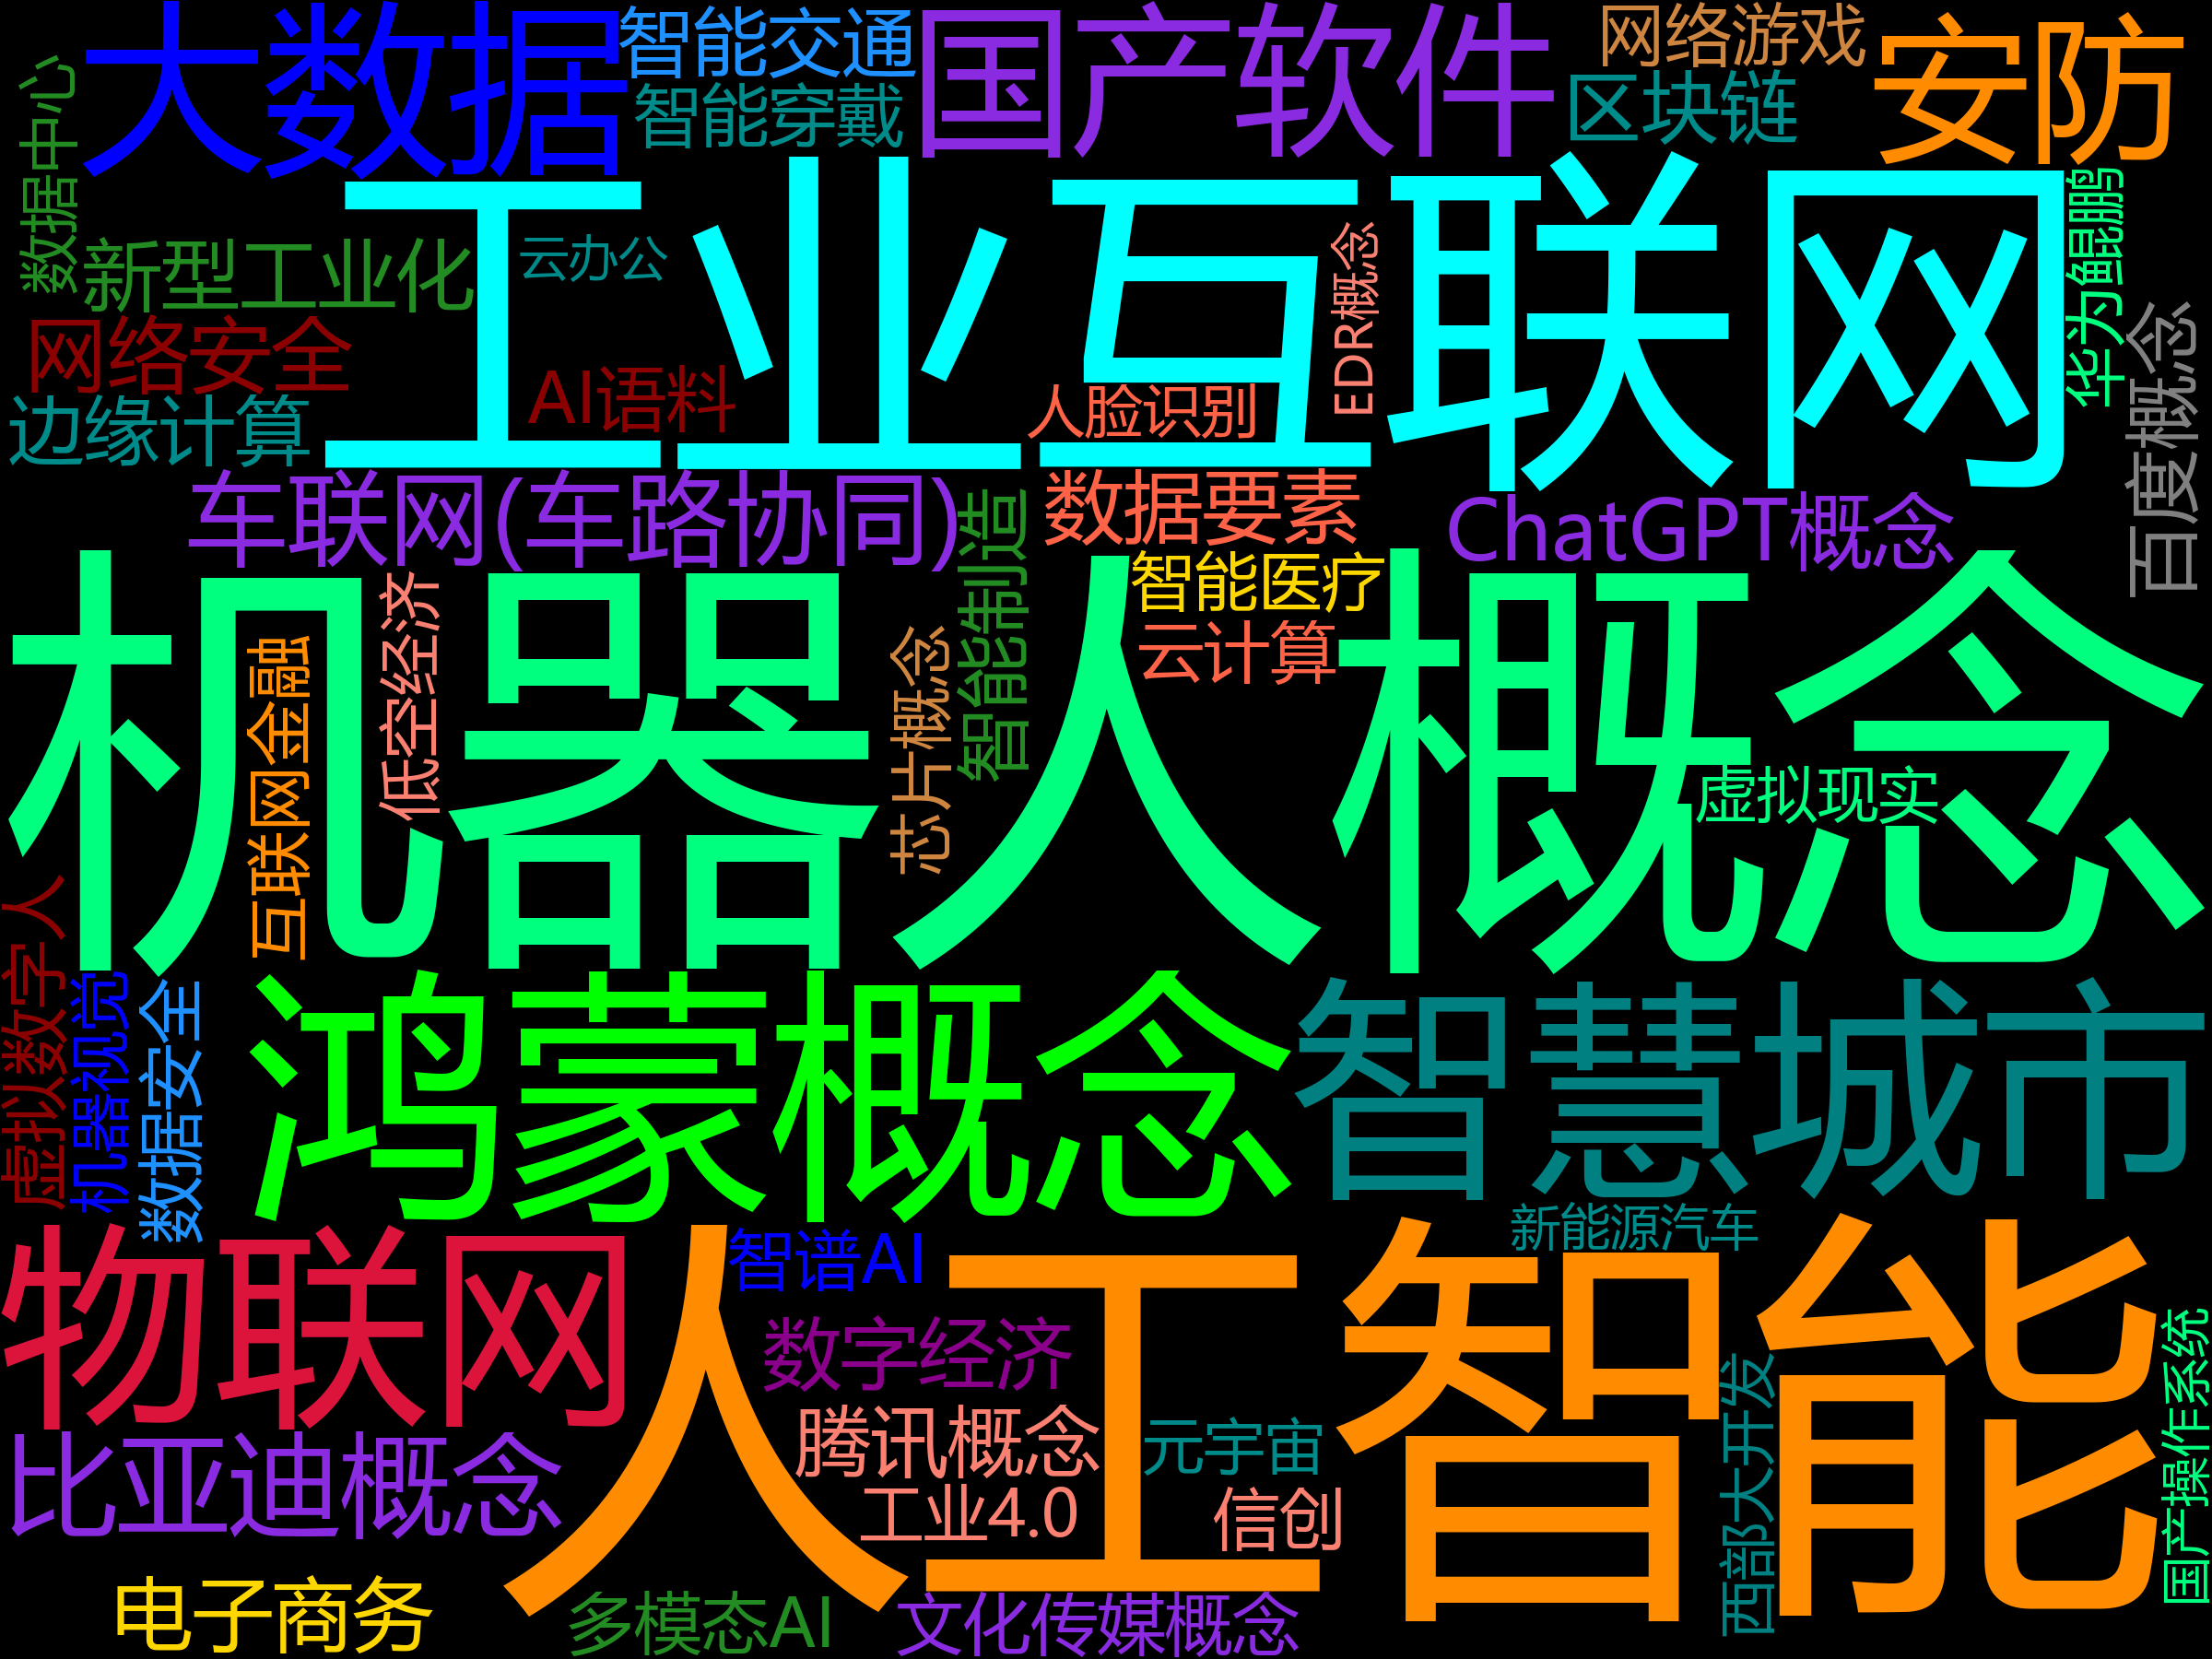 大数据
智能交通
智能穿戴
国产软件
网络游戏
区块链
安防
数据中心
新型工业化
云办公
工业互联网
EDR概念
华为鲲鹏
百度概念
网络安全
AI语料
人脸识别
边缘计算
车联网(车路协同)
数据要素
ChatGPT概念
智能制造
智能医疗
云计算
机器人概念
低空经济
互联网金融
芯片概念
虚拟现实
虚拟数字人
机器视觉
数据安全
鸿蒙概念
智慧城市
新能源汽车
物联网
智谱AI
人工智能
数字经济
腾讯概念
元宇宙
工业4.0
信创
西部大开发
国产操作系统
比亚迪概念
电子商务
多模态AI
文化传媒概念